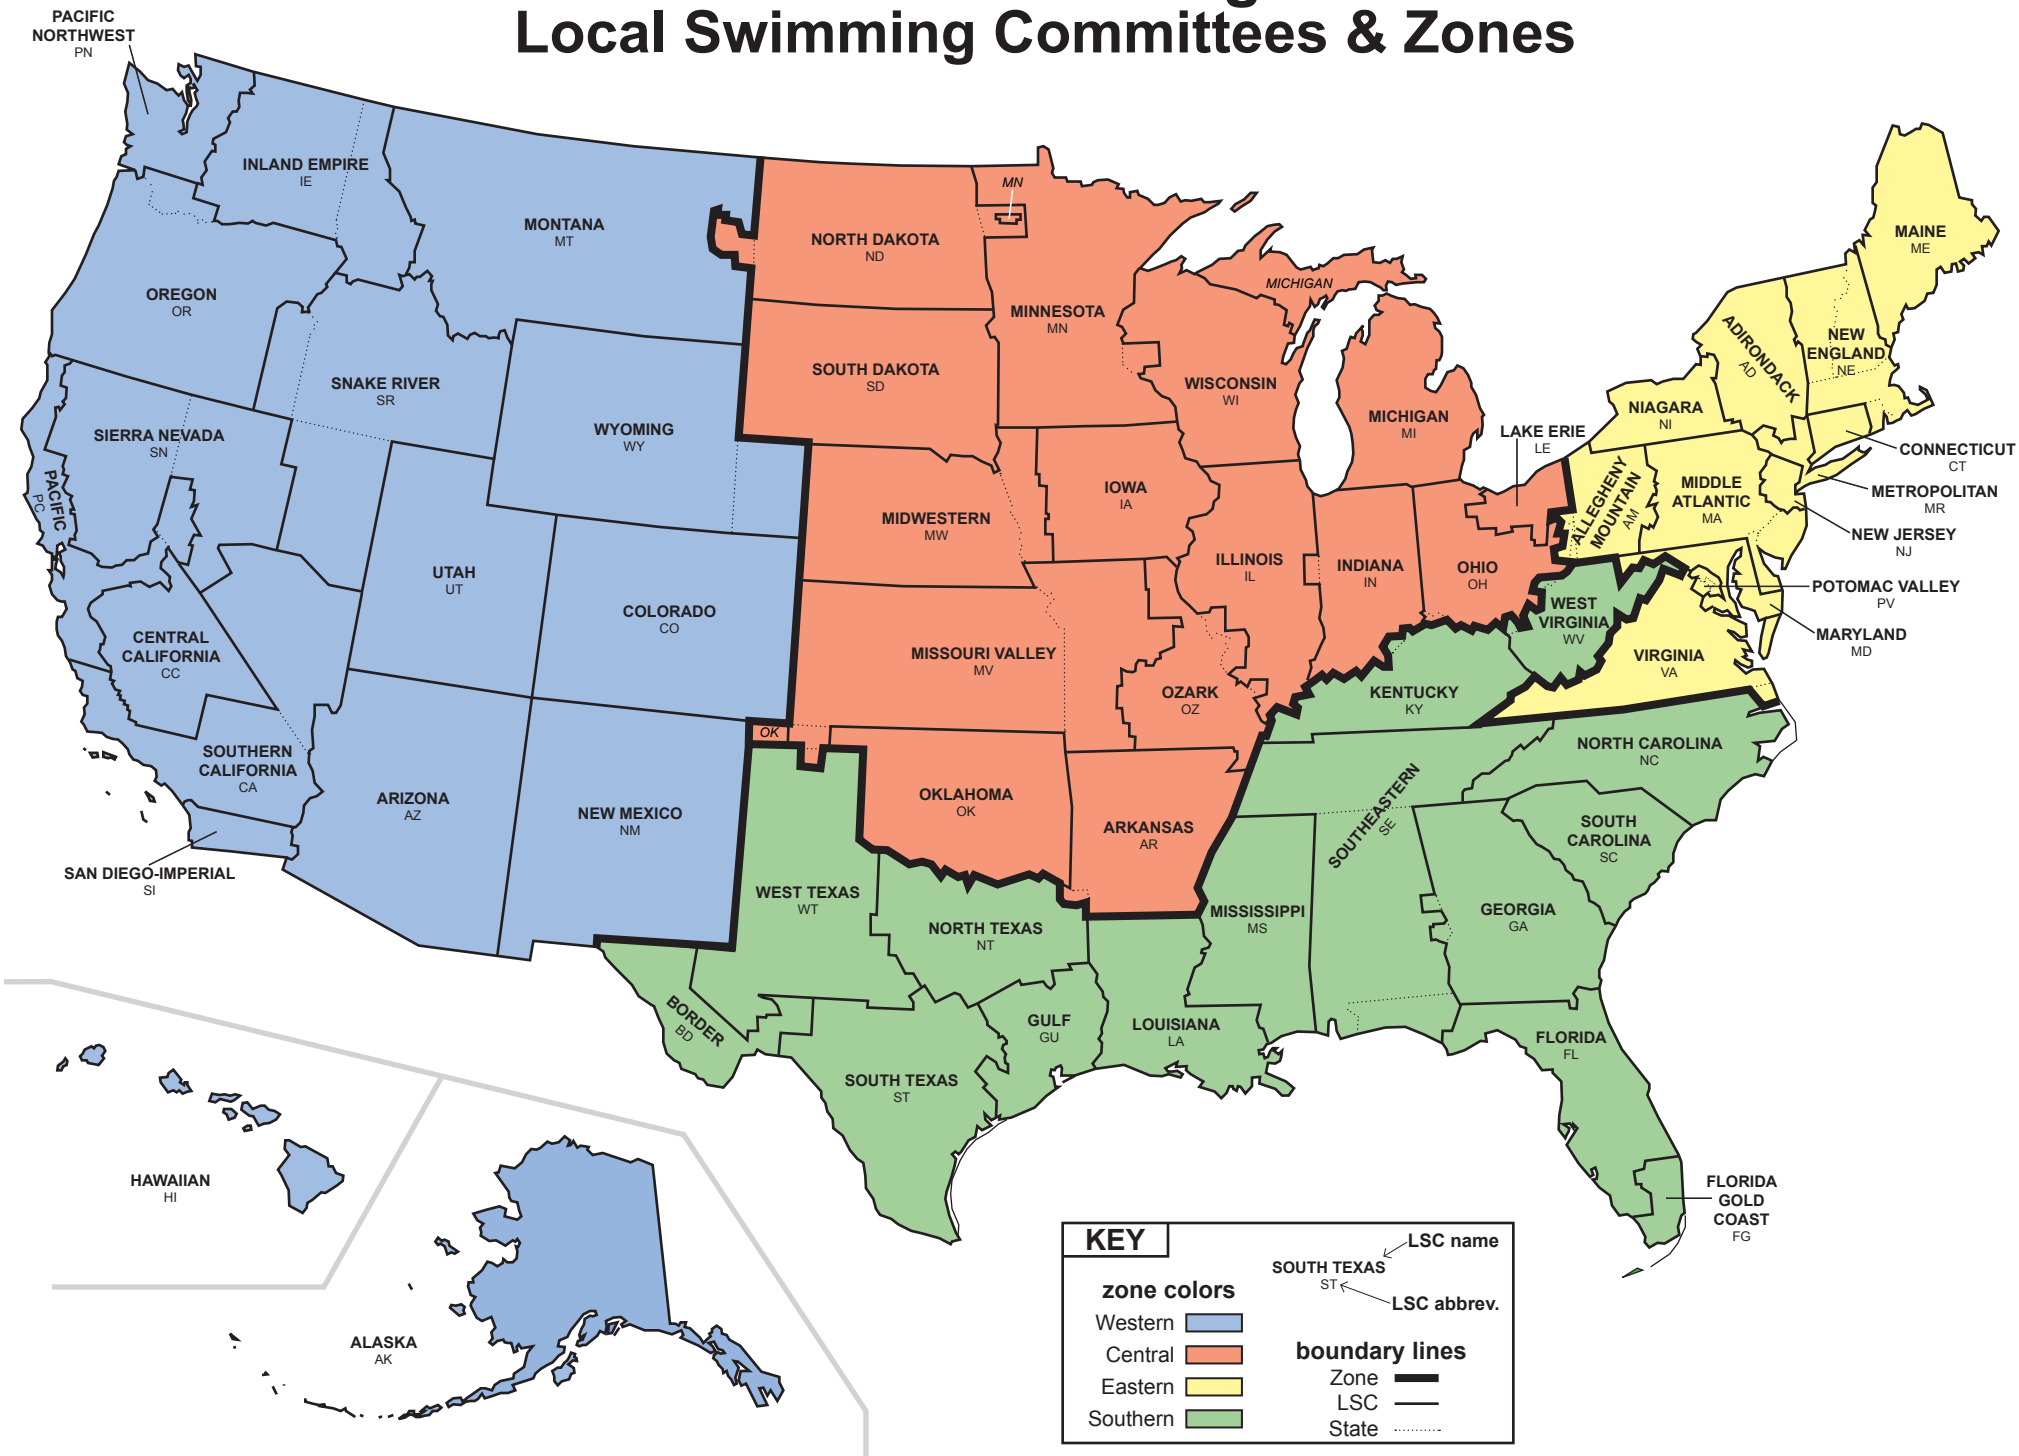 Local Swimming Committees & Zones
PACIFIC
NORTHWEST
PN
INLAND EMPIRE
IE
MONTANA
MT
OREGON
OR
SNAKE RIVER
SR
WYOMING
WY
SIERRA NEVADA
SN
PACIFIC
PC
UTAH
UT
COLORADO
CO
CENTRAL
CALIFORNIA
CC
SOUTHERN
CALIFORNIA
CA
SAN DIEGO-IMPERIAL
SI
ARIZONA
AZ
NEW MEXICO
NM
HAWAIIAN
HI
ALASKA
AK
NORTH DAKOTA
ND
MN
MINNESOTA
MN
SOUTH DAKOTA
SD
MICHIGAN
WISCONSIN
WI
MICHIGAN
MI
LAKE ERIE
LE
MIDWESTERN
MW
IOWA
IA
ILLINOIS
IL
INDIANA
IN
OHIO
OH
MISSOURI VALLEY
MV
OZARK
OZ
OK
OKLAHOMA
OK
ARKANSAS
AR
MAINE
ME
ADIRONDACK
AD
NEW
ENGLAND
NE
NIAGARA
NI
CONNECTICUT
CT
ALLEGHENY
MOUNTAIN
AM
MIDDLE
ATLANTIC
MA
METROPOLITAN
MR
NEW JERSEY
NJ
POTOMAC VALLEY
PV
MARYLAND
MD
VIRGINIA
VA
WEST
VIRGINIA
WV
KENTUCKY
KY
NORTH CAROLINA
NC
SOUTHEASTERN
SE
SOUTH
CAROLINA
SC
WEST TEXAS
WT
NORTH TEXAS
NT
MISSISSIPPI
MS
GEORGIA
GA
BORDER
BD
GULF
GU
LOUISIANA
LA
FLORIDA
FL
SOUTH TEXAS
ST
FLORIDA
GOLD
COAST
FG
KEY
LSC name
SOUTH TEXAS
ST
LSC abbrev.
zone colors
Western
Central
Eastern
Southern
boundary lines
Zone
LSC
State